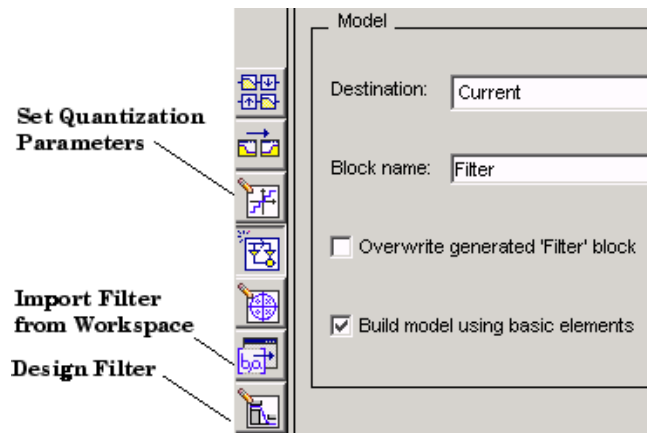 Model
Destination:
Current
Set Quantization
Parameters
Block name:
Filter
Overwrite generated 'Filter' block
Import Filter
from Workspace
Build model using basic elements
[b,a]
Design Filter